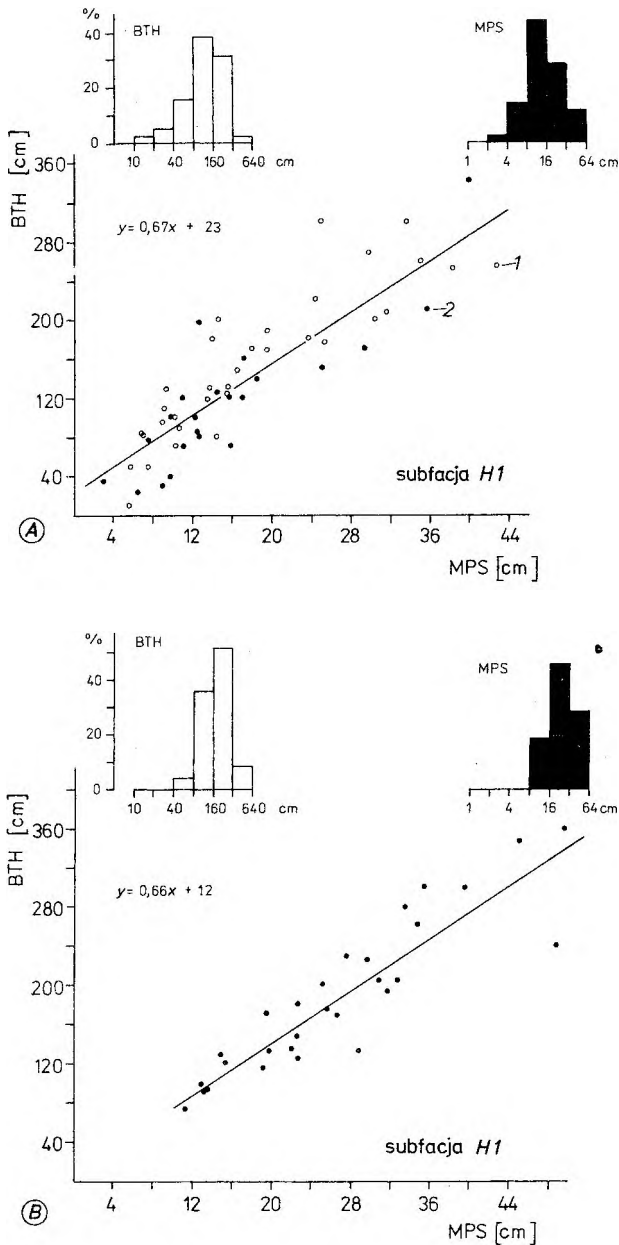 %
40
20
0
BTH
10 40 160 640 cm
MPS
1 4 16 64 cm
BTH [cm]
360
280
200
120
40
y = 0,67x + 23
1
2
subfacja H1
4 12 20 28 36 44
MPS [cm]
A
%
40
20
0
BTH
10 40 160 640 cm
MPS
1 4 16 64 cm
BTH [cm]
360
280
200
120
40
y = 0,66x + 12
subfacja H1
4 12 20 28 36 44
MPS [cm]
B